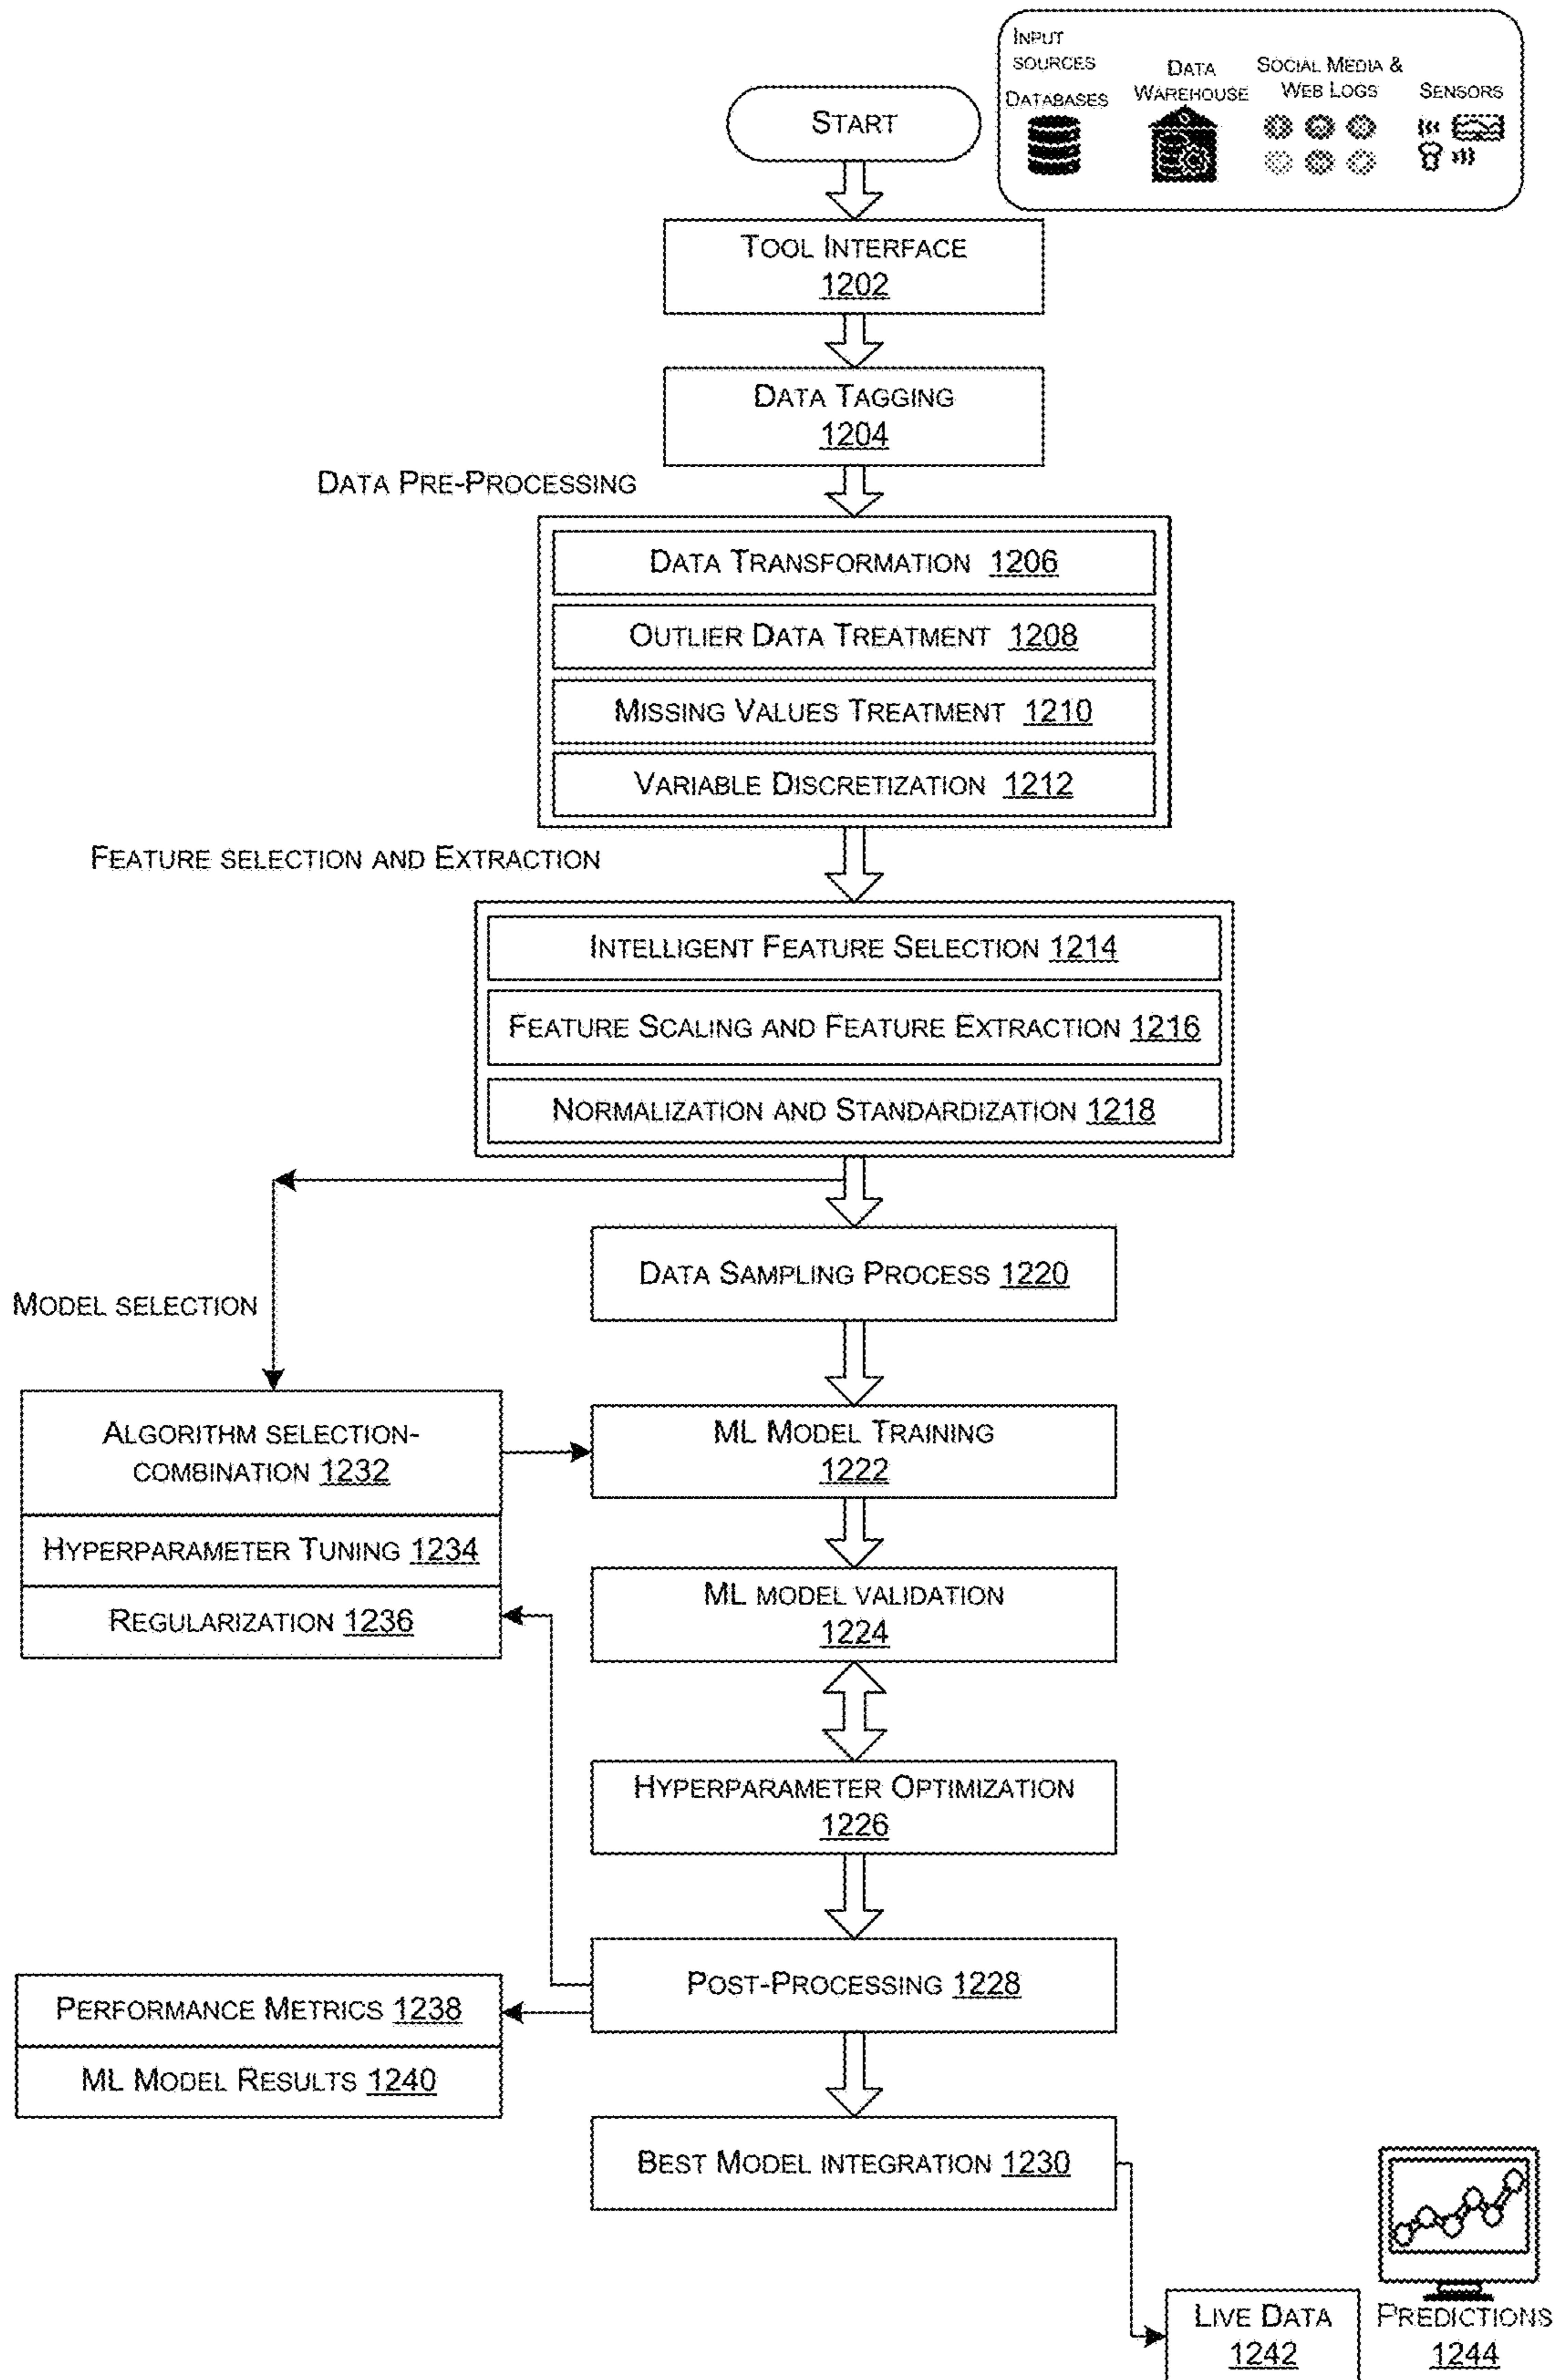 INPUT
SOURCES
DATABASES
DATA
WAREHOUSE
SOCIAL MEDIA &
WEB LOGS
SENSORS
START
TOOL INTERFACE
1202
DATA TAGGING
1204
DATA PRE-PROCESSING
DATA TRANSFORMATION 1206
OUTLIER DATA TREATMENT 1208
MISSING VALUES TREATMENT 1210
VARIABLE DISCRETIZATION 1212
FEATURE SELECTION AND EXTRACTION
INTELLIGENT FEATURE SELECTION 1214
FEATURE SCALING AND FEATURE EXTRACTION 1216
NORMALIZATION AND STANDARDIZATION 1218
DATA SAMPLING PROCESS 1220
MODEL SELECTION
ALGORITHM SELECTION-
COMBINATION 1232
HYPERPARAMETER TUNING 1234
REGULARIZATION 1236
ML MODEL TRAINING
1222
ML MODEL VALIDATION
1224
HYPERPARAMETER OPTIMIZATION
1226
POST-PROCESSING 1228
PERFORMANCE METRICS 1238
ML MODEL RESULTS 1240
BEST MODEL INTEGRATION 1230
LIVE DATA
1242
PREDICTIONS
1244